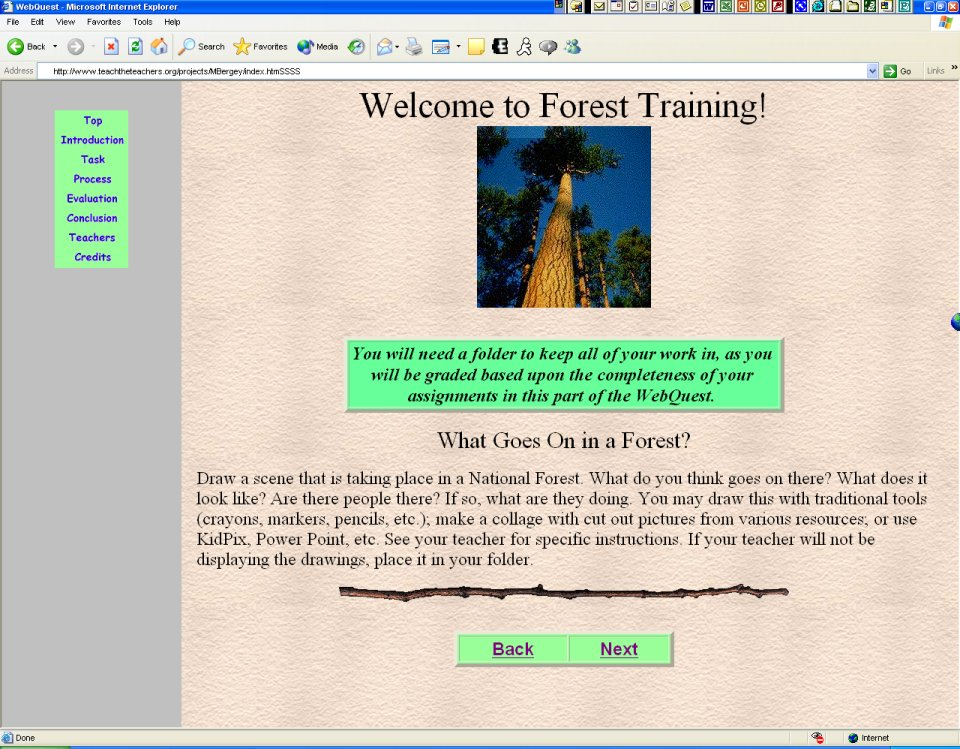 WebQuest - Microsoft Internet Explorer
File Edit View Favorites Tools Help
Back Search Favorites Media
Address http://www.teachtheteachers.org/projects/MBergey/index.htmSSSS Go Links »
Top
Introduction
Task
Process
Evaluation
Conclusion
Teachers
Credits
Welcome to Forest Training!
You will need a folder to keep all of your work in, as you
will be graded based upon the completeness of your
assignments in this part of the WebQuest.
What Goes On in a Forest?
Draw a scene that is taking place in a National Forest. What do you think goes on there? What does it
look like? Are there people there? If so, what are they doing. You may draw this with traditional tools
(crayons, markers, pencils, etc.); make a collage with cut out pictures from various resources; or use
KidPix, Power Point, etc. See your teacher for specific instructions. If your teacher will not be
displaying the drawings, place it in your folder.
Back Next
Done Internet